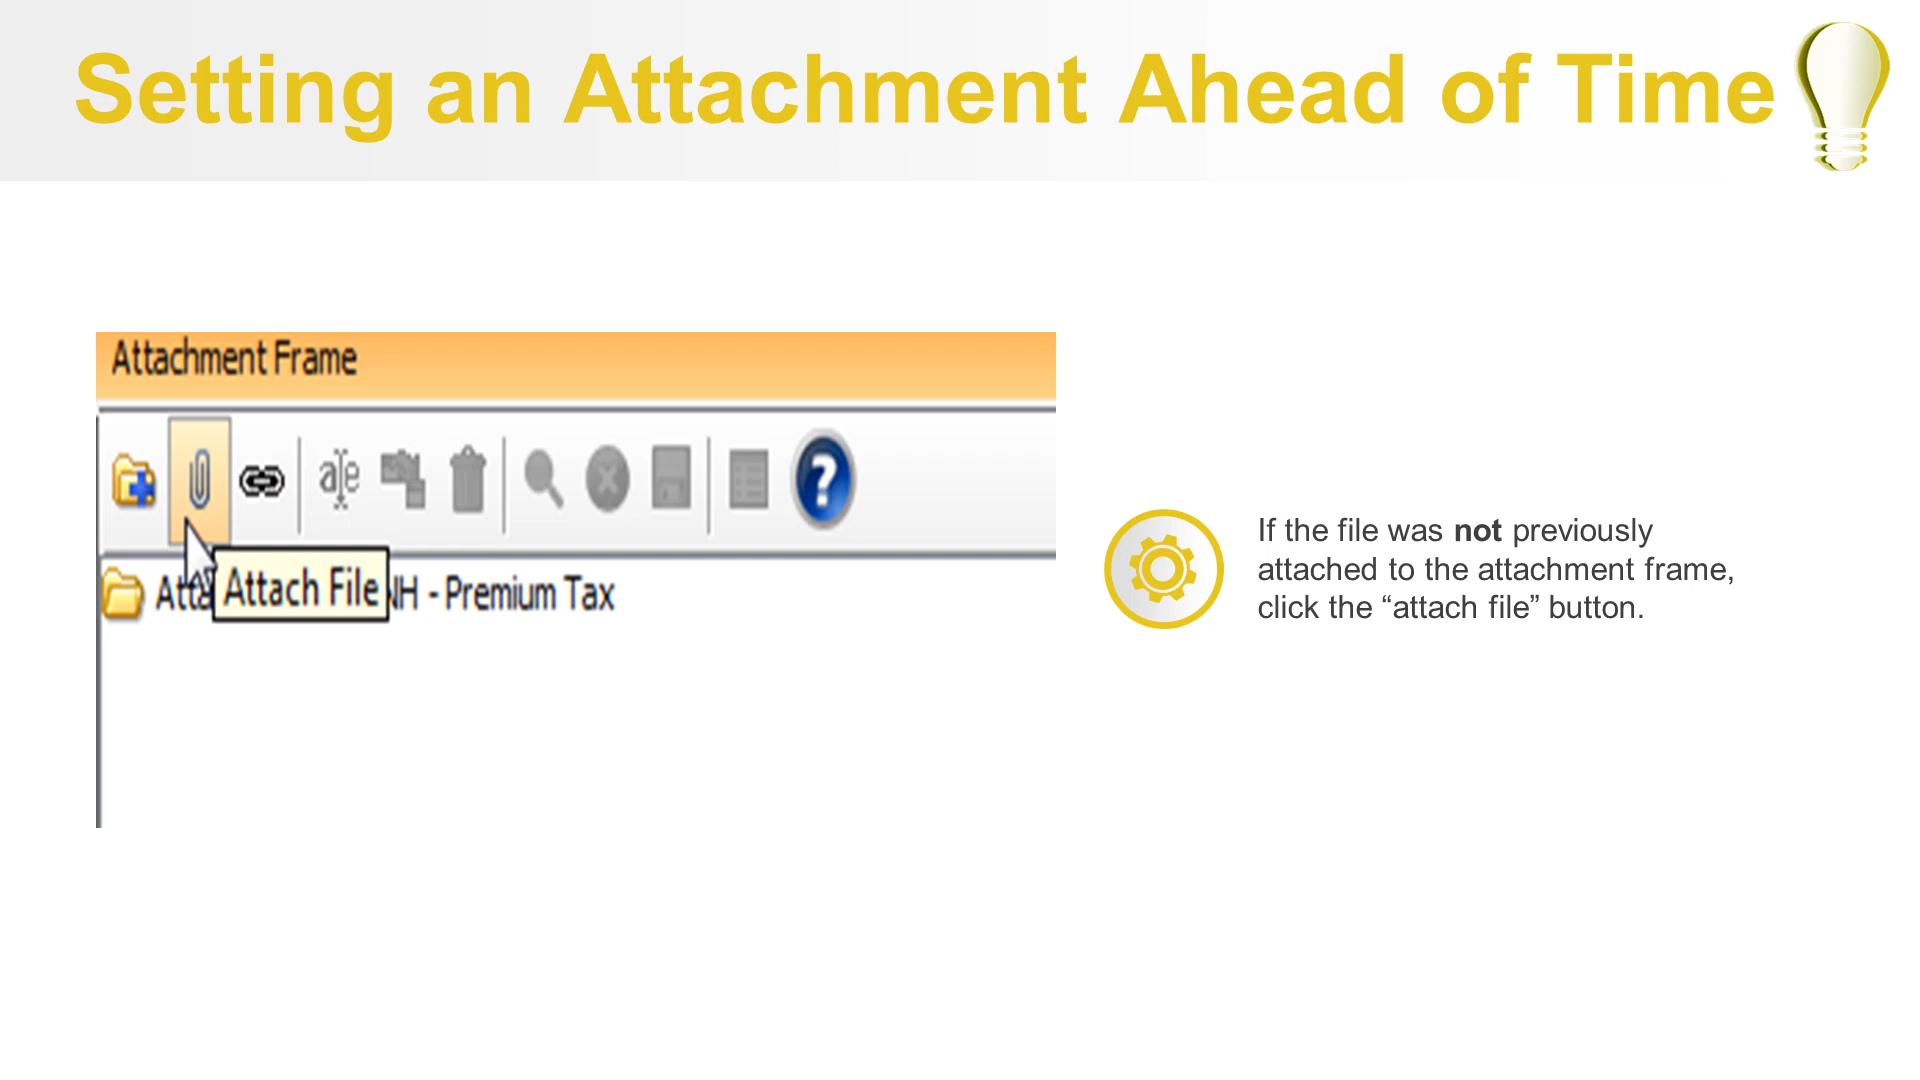 Setting an Attachment Ahead of Time
Attachment Frame
a e
?
Attach File
- Premium Tax
If the file was not previously
attached to the attachment frame,
click the “attach file” button.